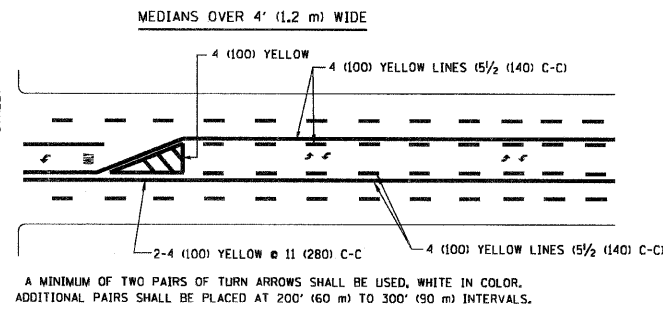 MEDIANS OVER 4' (1.2 m) WIDE
4 (100) YELLOW
4 (100) YELLOW LINES (5½ (140) C-C)
2-4 (100) YELLOW @ 11 (280) C-C
4 (100) YELLOW LINES (5½ (140) C-C)
A MINIMUM OF TWO PAIRS OF TURN ARROWS SHALL BE USED, WHITE IN COLOR.
ADDITIONAL PAIRS SHALL BE PLACED AT 200' (60 m) TO 300' (90 m) INTERVALS.